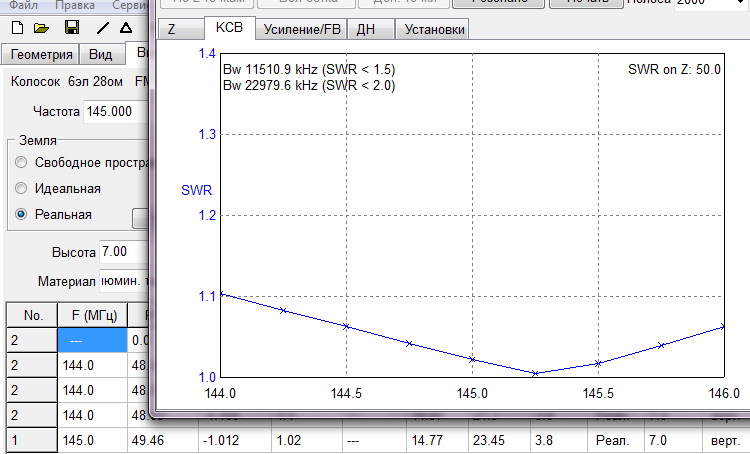 Файл Правка Сервис
Z КСВ Усиление/FB ДН Установки
Геометрия Вид
Колосок 6эл 28ом FM
Частота 145.000
Земля
Свободное простра
Идеальная
Реальная
Высота 7.00
Материал
1.4
1.3
SWR
1.2
1.1
1.0
Bw 11510.9 kHz (SWR < 1.5)
Bw 22979.6 kHz (SWR < 2.0)
SWR on Z: 50.0
144.0 144.5 145.0 145.5 146.0
No. F (МГц)
2 --- 0.0
2 144.0 48.
2 144.0 48.
2 144.0
1 145.0 49.46 -1.012 1.02 --- 14.77 23.45 3.8 Реал. 7.0 верт.